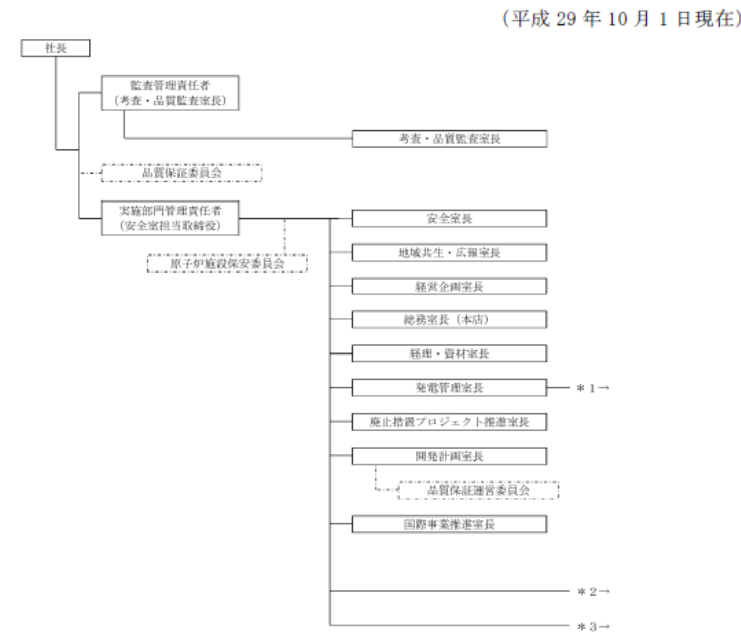 （平成 29 年 10 月 1 日現在）
社長
監査管理責任者
（考査・品質監査室長）
考査・品質監査室長
品質保証委員会
実施部門管理責任者
（安全室担当取締役）
安全室長
原子炉施設保安委員会
地域共生・広報室長
経営企画室長
総務室長（本店）
経理・資材室長
発電管理室長
＊1→
廃止措置プロジェクト推進室長
開発計画室長
品質保証運営委員会
国際事業推進室長
＊2→
＊3→